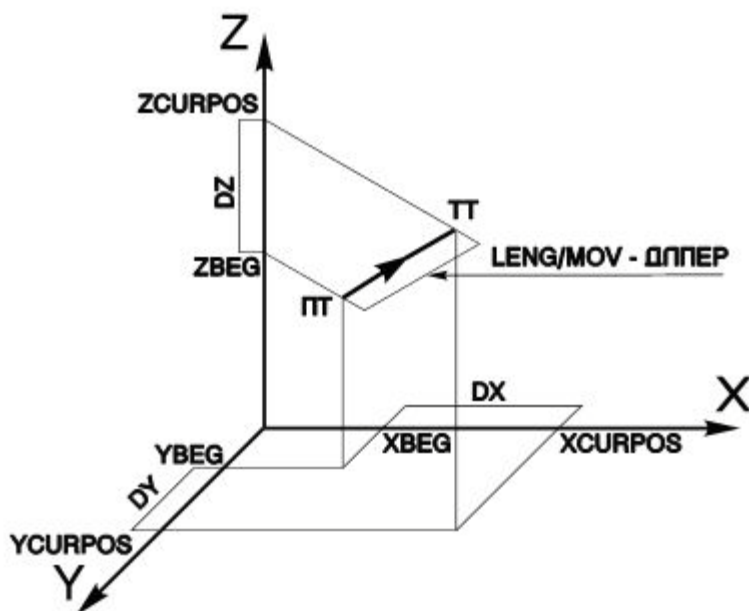 Z
ZCURPOS
DZ
TT
ZBEG
LENG/MOV - ДЛПЕР
ПТ
DX
X
YBEG
XBEG
XCURPOS
DY
YCURPOS
Y